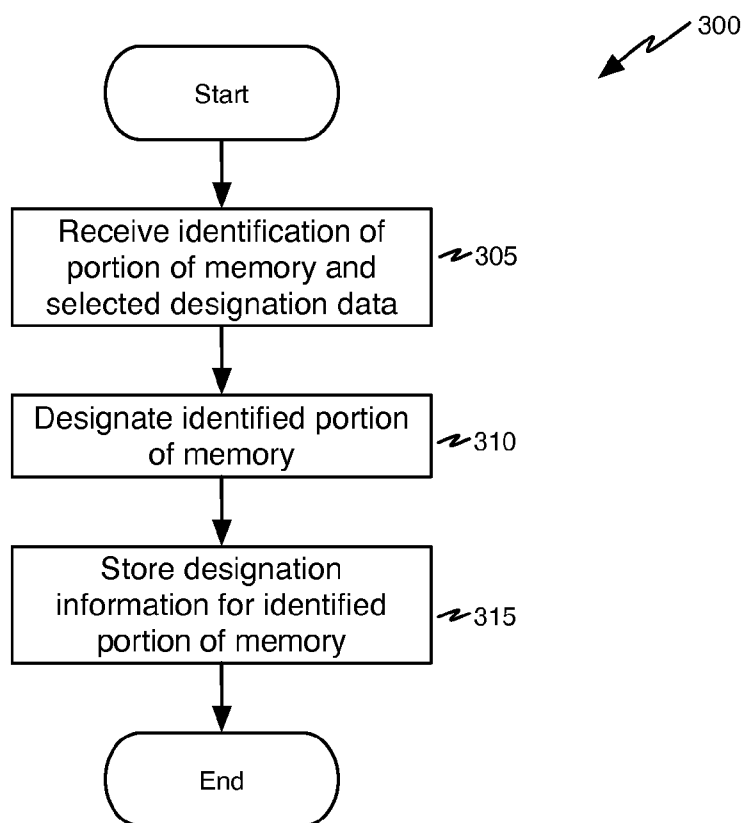 300
Start
Receive identification of
portion of memory and
selected designation data
305
Designate identified portion
of memory
310
Store designation
information for identified
portion of memory
315
End